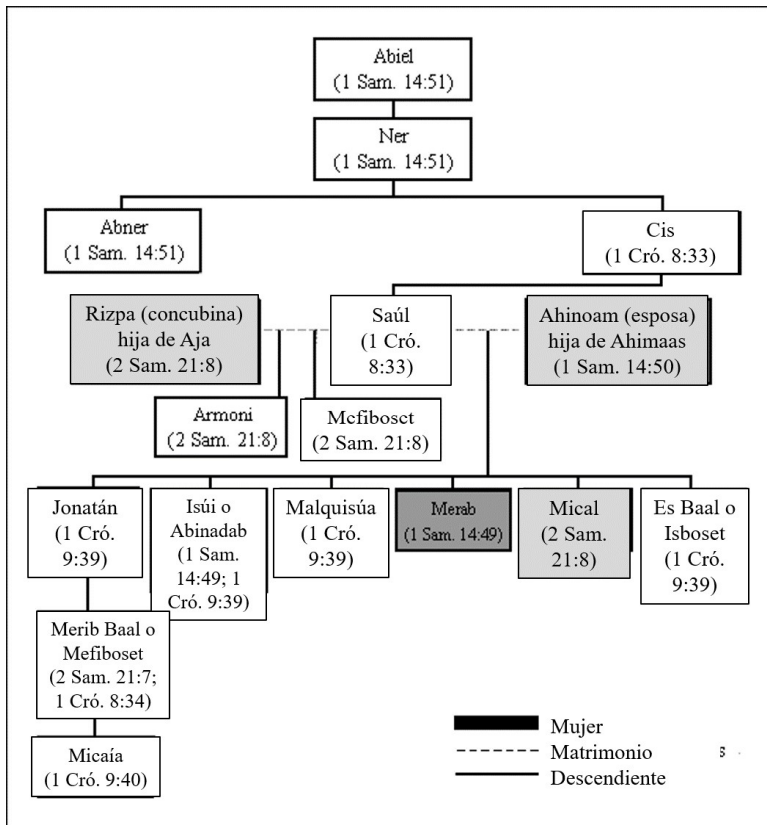 Abiel
(1 Sam. 14:51)
Ner
(1 Sam. 14:51)
Abner
(1 Sam. 14:51)
Cis
(1 Cró. 8:33)
Rizpa (concubina)
hija de Aja
(2 Sam. 21:8)
Saúl
(1 Cró.
8:33)
Ahinoam (esposa)
hija de Ahimaas
(1 Sam. 14:50)
Armoni
(2 Sam. 21:8)
Mefiboset
(2 Sam. 21:8)
Jonatán
(1 Cró.
9:39)
Isúi o
Abinadab
(1 Sam.
14:49; 1
Cró. 9:39)
Malquisúa
(1 Cró.
9:39)
Merab
(1 Sam. 14:49)
Mical
(2 Sam.
21:8)
Es Baal o
Isboset
(1 Cró.
9:39)
Merib Baal o
Mefiboset
(2 Sam. 21:7;
1 Cró. 8:34)
Micaía
(1 Cró. 9:40)
Mujer
Matrimonio s
Descendiente